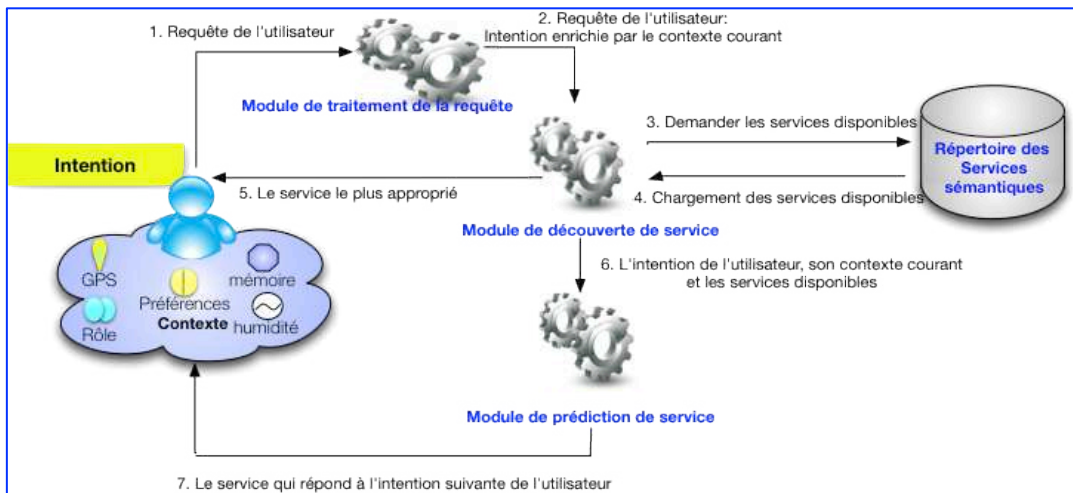 1. Requête de l'utilisateur
2. Requête de l'utilisateur:
Intention enrichie par le contexte courant
Module de traitement de la requête
3. Demander les services disponibles
Répertoire des
Services
sémantiques
Intention
5. Le service le plus approprié
4. Chargement des services disponibles
Module de découverte de service
6. L'intention de l'utilisateur, son contexte courant
et les services disponibles
GPS
mémoire
Préférences
Rôle
Contexte
humidité
Module de prédiction de service
7. Le service qui répond à l'intention suivante de l'utilisateur